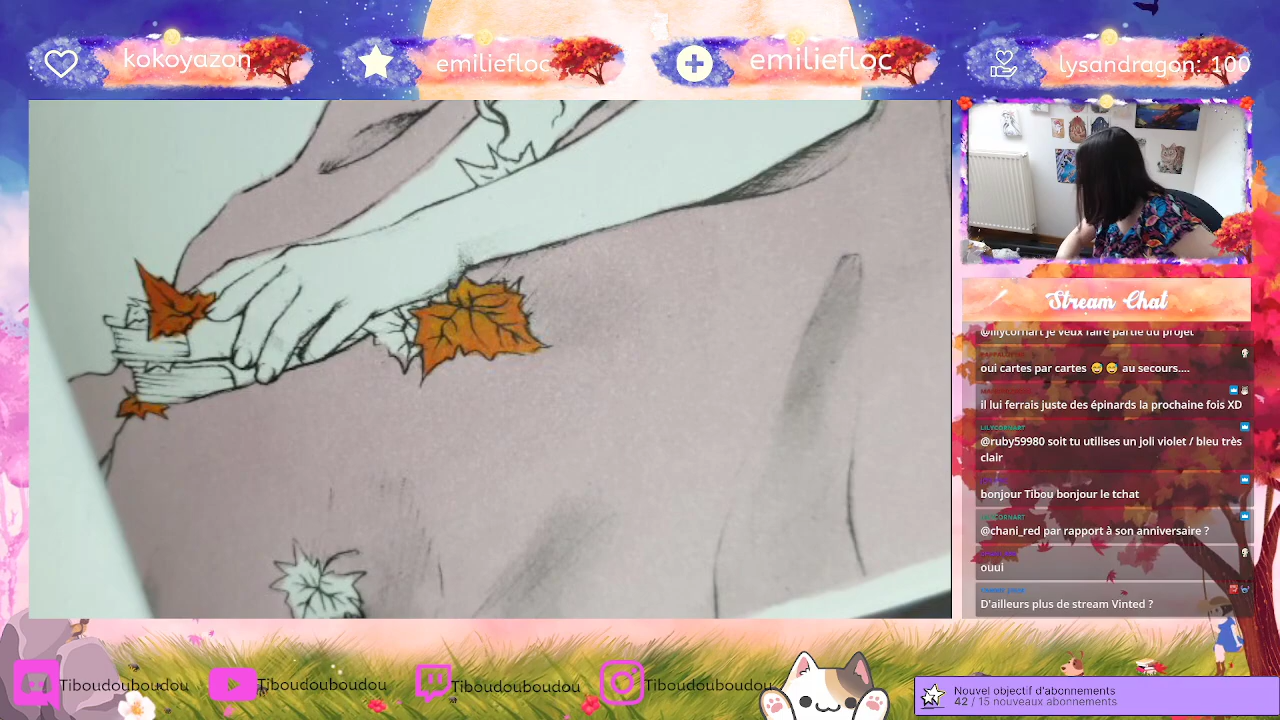 kokoyazon
emiliefloc
emiliefloc
lysandragon: 100
Stream Chat
@lilycornart je veux faire partie du projet
oui cartes par cartes 😅 😅 au secours....
il lui ferrais juste des épinards la prochaine fois XD
LILYCORNART
@ruby59980 soit tu utilises un joli violet / bleu très
clair
bonjour Tibou bonjour le tchat
LILYCORNART
@chani_red par rapport à son anniversaire ?
ouui
D'ailleurs plus de stream Vinted ?
Tiboudouboudou
Tiboudouboudou
Tiboudouboudou
Tiboudouboudou
Nouvel objectif d'abonnements
42 / 15 nouveaux abonnements